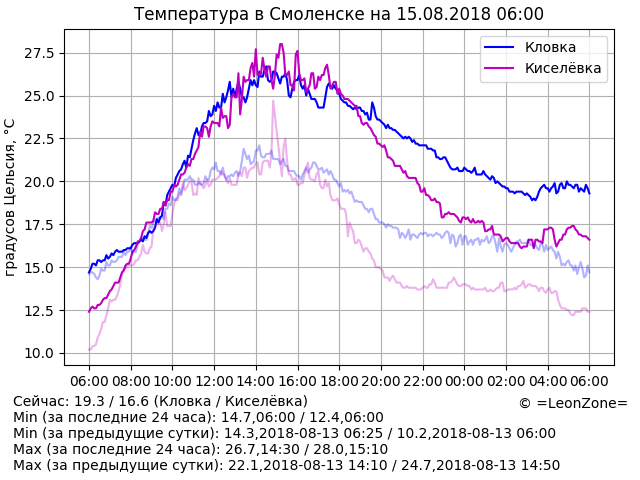 Температура в Смоленске на 15.08.2018 06:00
Кловка
Киселёвка
градусов Цельсия, °C
27.5
25.0
22.5
20.0
17.5
15.0
12.5
10.0
06:00 08:00 10:00 12:00 14:00 16:00 18:00 20:00 22:00 00:00 02:00 04:00 06:00
Сейчас: 19.3 / 16.6 (Кловка / Киселёвка)
© =LeonZone=
Min (за последние 24 часа): 14.7,06:00 / 12.4,06:00
Min (за предыдущие сутки): 14.3,2018-08-13 06:25 / 10.2,2018-08-13 06:00
Max (за последние 24 часа): 26.7,14:30 / 28.0,15:10
Max (за предыдущие сутки): 22.1,2018-08-13 14:10 / 24.7,2018-08-13 14:50